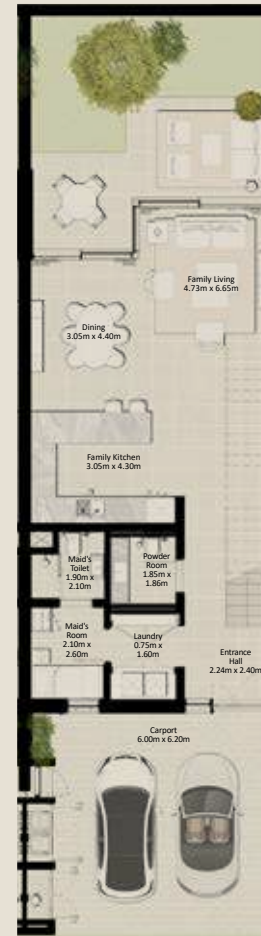 Family Living
4.73m x 6.65m
Dining
3.05m x 4.40m
Family Kitchen
3.05m x 4.30m
Maid's
Toilet
1.90m x
2.10m
Powder
Room
1.85m x
1.86m
Maid's
Room
2.10m x
2.60m
Laundry
0.75m x
1.60m
Entrance
Hall
2.24m x 2.40m
Carport
6.00m x 6.20m